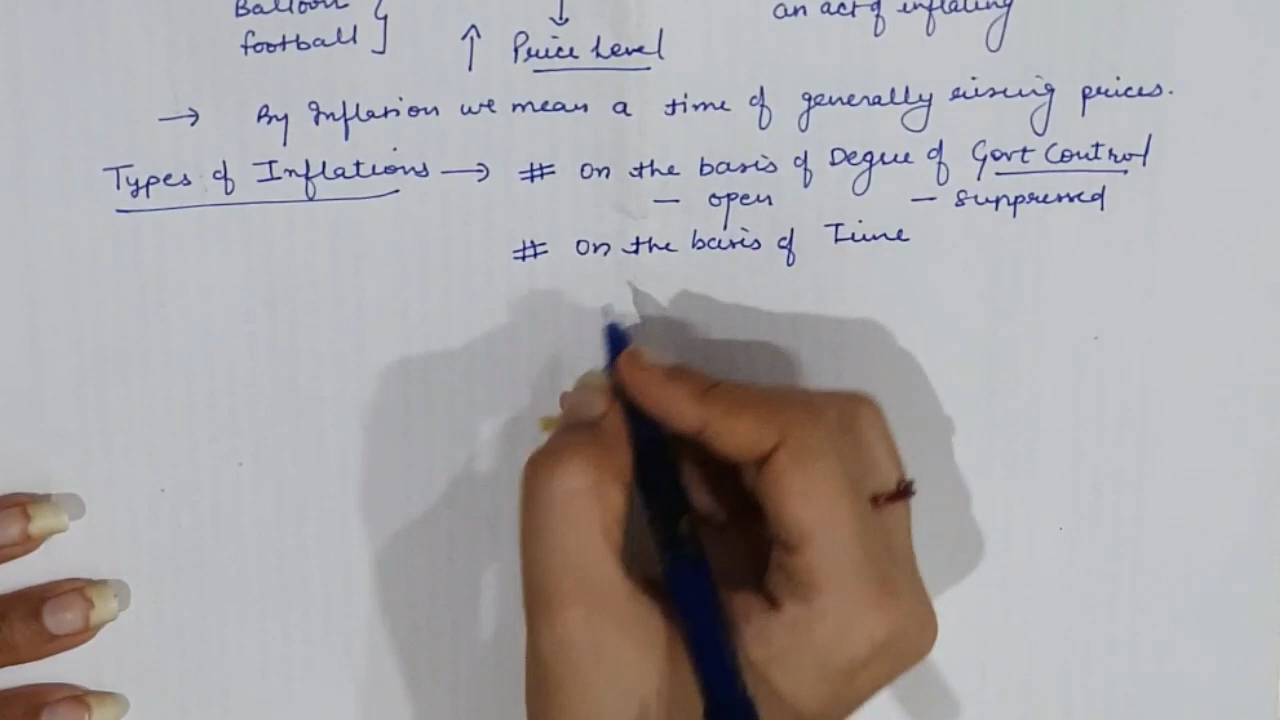 Balloon
football
↓
↑ Price Level
an act of inflating
→ By Inflation we mean a time of generally rising prices.
Types of Inflations → # On the basis of Degree of Govt Control
- open - suppressed
# On the basis of Time